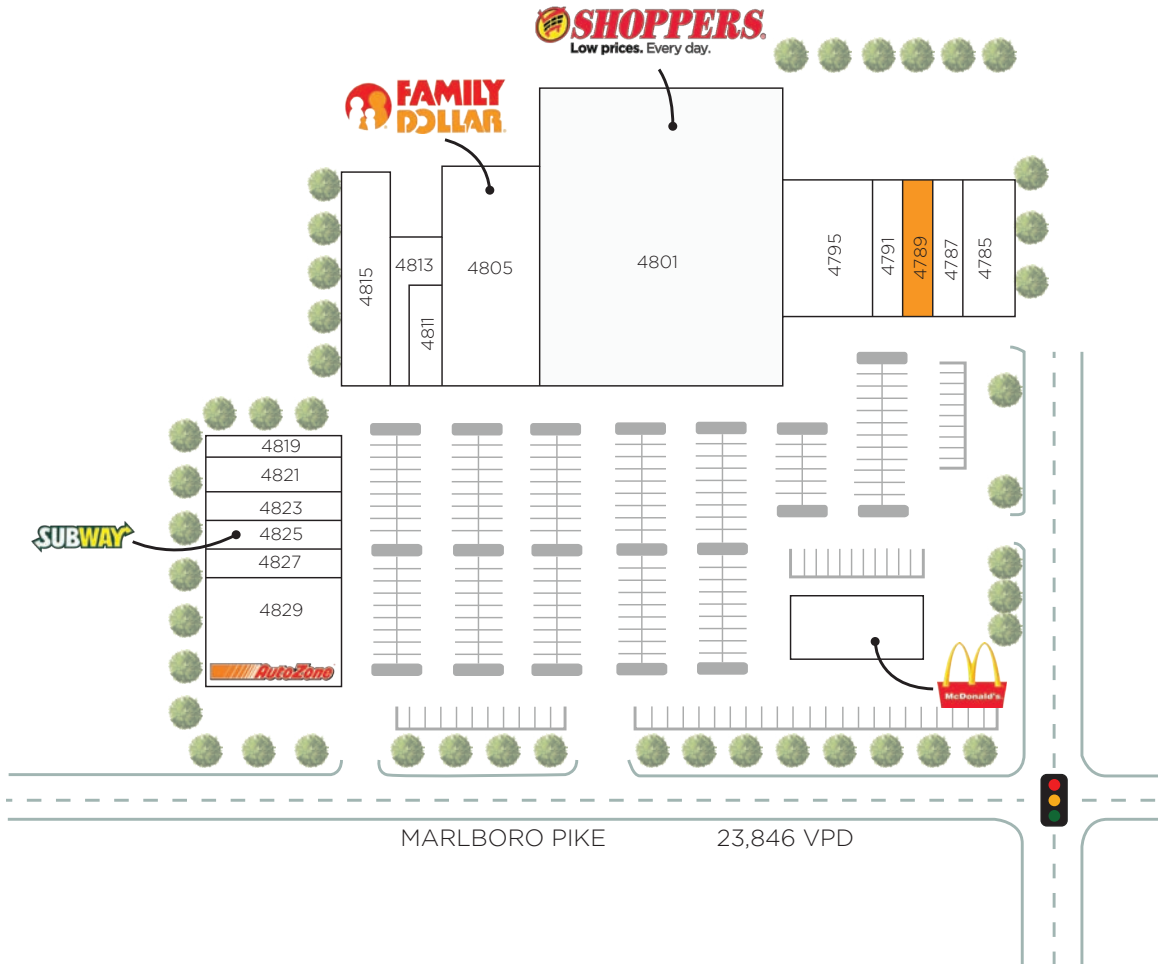 SHOPPERS
Low prices. Every day.
FAMILY
DOLLAR
4815
4813
4811
4805
4801
4795
4791
4789
4787
4785
4819
4821
4823
4825
4827
4829
SUBWAY
AutoZone
McDonald's
MARLBORO PIKE 23,846 VPD